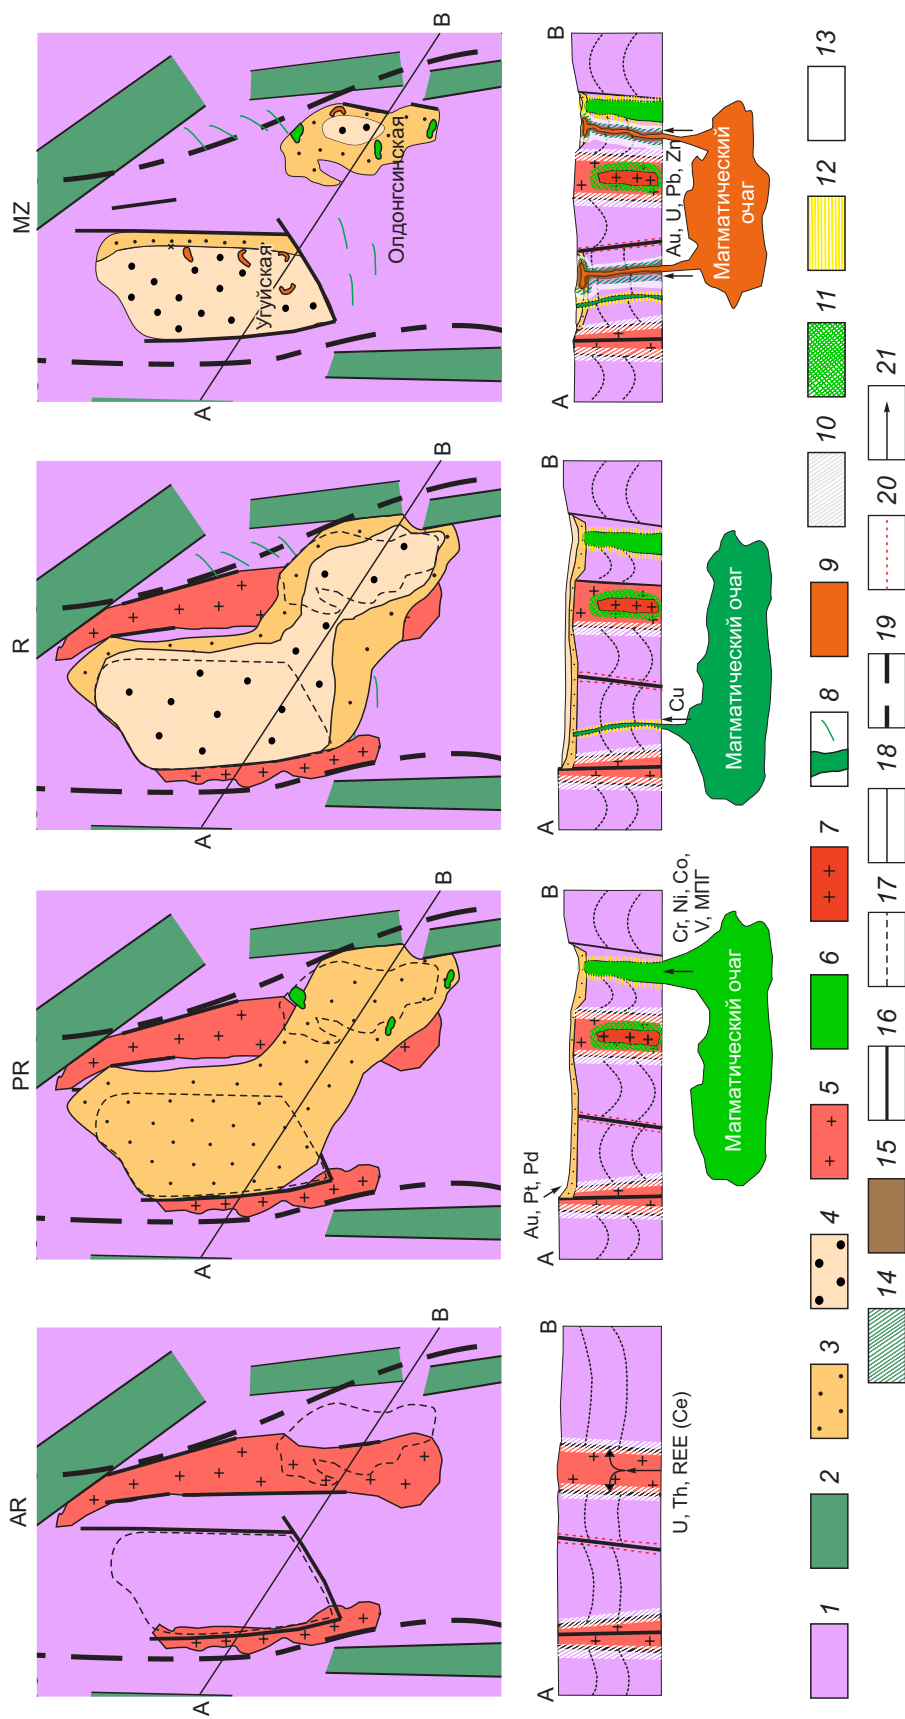 AR
PR
R
MZ
A
B
A
B
A
B
A
B
Угуйская
Олдонгсинская
A
B
A
B
A
B
A
B
U, Th, REE (Ce)
Au, Pt, Pd
Cr, Ni, Co,
V, МПГ
Магматический очаг
Cu
Магматический очаг
Au, U, Pb, Zn
Магматический
очаг
1
2
3
4
5
6
7
8
9
10
11
12
13
14
15
16
17
18
19
20
21